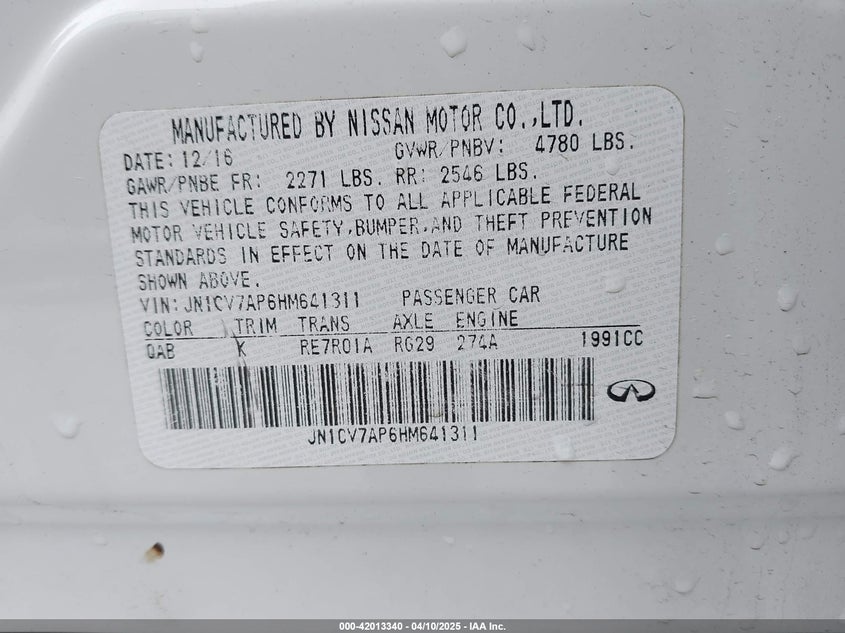 MANUFACTURED BY NISSAN MOTOR CO.,LTD.
DATE: 12/16 GVWR/PNBV: 4780 LBS.
GAWR/PNBE FR: 2271 LBS. RR: 2546 LBS.
THIS VEHICLE CONFORMS TO ALL APPLICABLE FEDERAL
MOTOR VEHICLE SAFETY,BUMPER,AND THEFT PREVENTION
STANDARDS IN EFFECT ON THE DATE OF MANUFACTURE
SHOWN ABOVE.
VIN: JN1CV7AP6HM641311 PASSENGER CAR
COLOR TRIM TRANS AXLE ENGINE
QAB K RE7R01A RG29 274A 1991CC
JN1CV7AP6HM641311
000-42013340 - 04/10/2025 - IAA Inc.